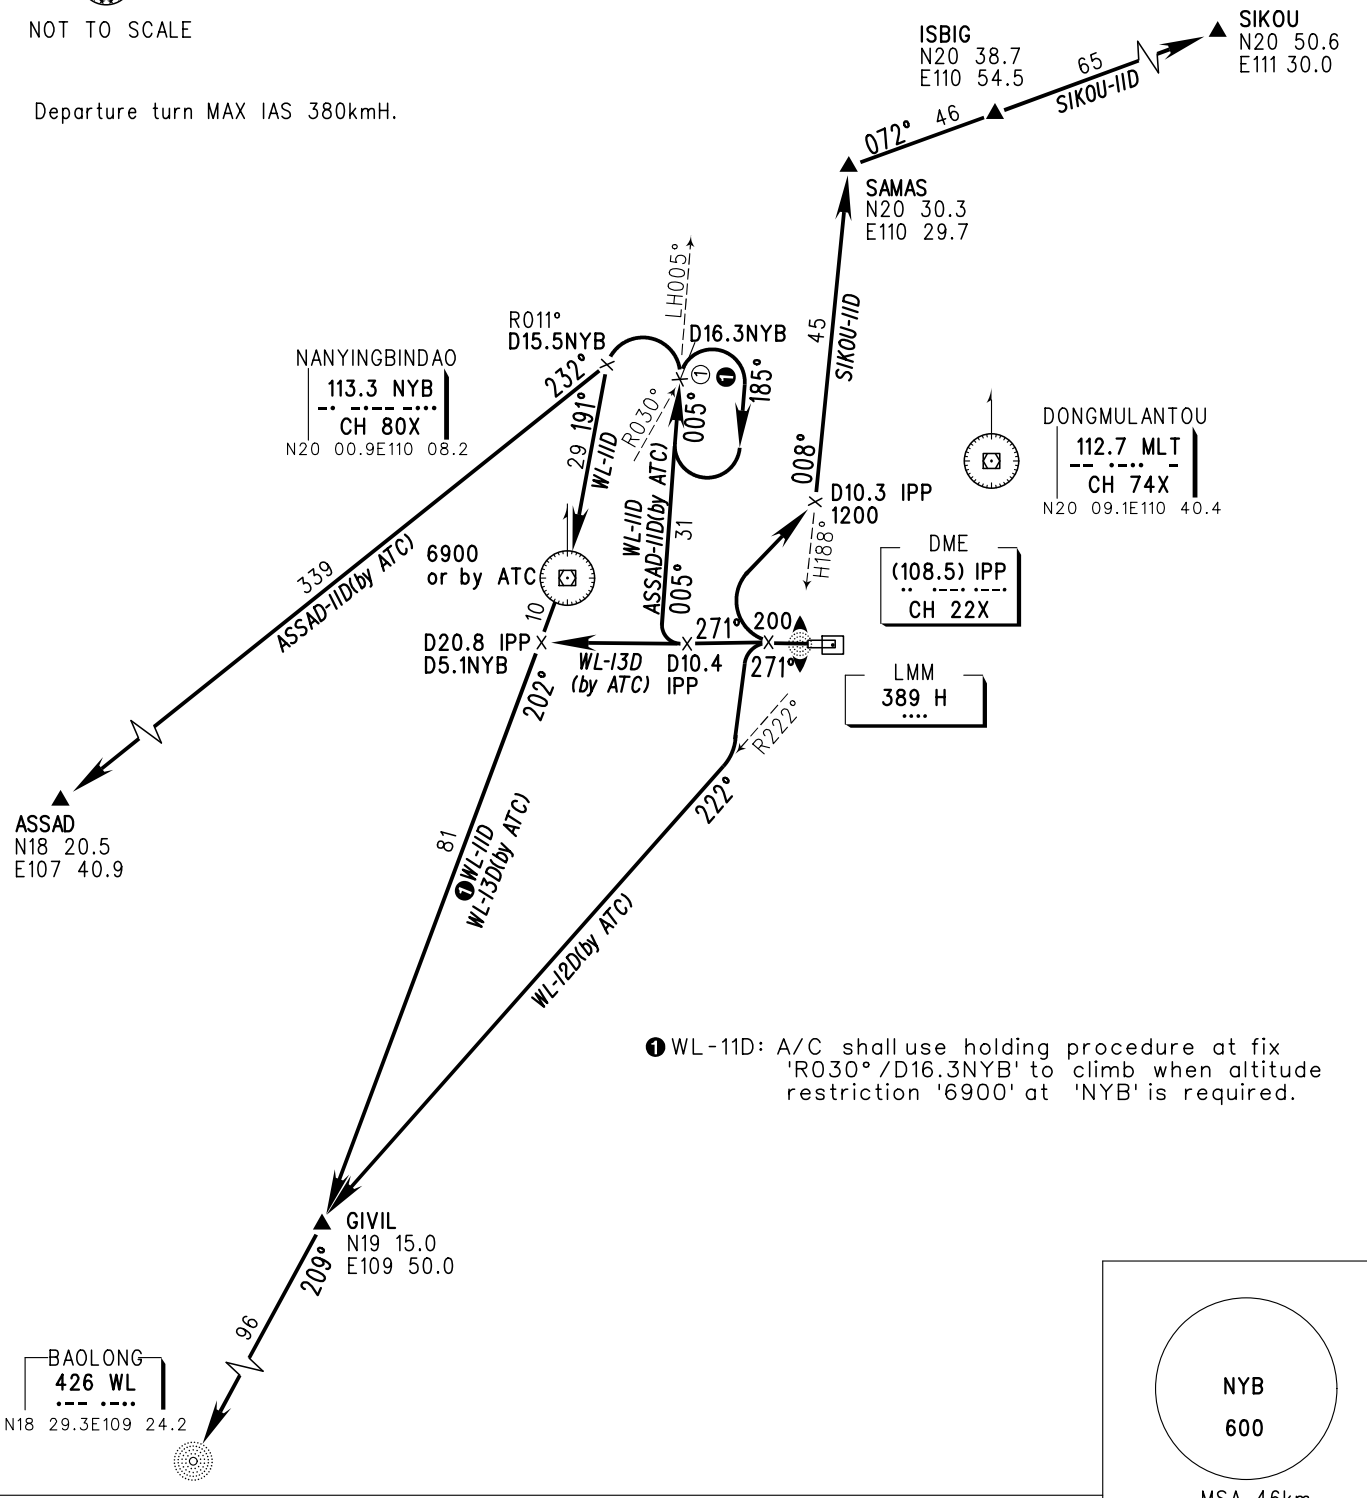 NOT TO SCALE
Departure turn MAX IAS 380kmH.
SIKOU
N20 50.6
E111 30.0
ISBIG
N20 38.7
E110 54.5
65
SIKOU-11D
46
072°
SAMAS
N20 30.3
E110 29.7
45
SIKOU-11D
008°
D10.3 IPP
1200
H188°
LH005°
R011°
D15.5NYB
D16.3NYB
1
1
185°
005°
R030°
NANYINGBINDAO
113.3 NYB
CH 80X
N20 00.9E110 08.2
232°
191°
29
WL-11D
DONGMULANTOU
112.7 MLT
CH 74X
N20 09.1E110 40.4
WL-11D
ASSAD-11D(by ATC)
31
005°
339
ASSAD-11D(by ATC)
6900
or by ATC
10
DME
(108.5) IPP
CH 22X
D20.8 IPP
D5.1NYB
WL-13D
(by ATC)
D10.4
IPP
271°
200
271°
LMM
389 H
202°
R222°
222°
ASSAD
N18 20.5
E107 40.9
81
1 WL-11D
WL-13D(by ATC)
WL-12D(by ATC)
1 WL-11D: A/C shall use holding procedure at fix
'R030°/D16.3NYB' to climb when altitude
restriction '6900' at 'NYB' is required.
GIVIL
N19 15.0
E109 50.0
209°
96
BAOLONG
426 WL
N18 29.3E109 24.2
NYB
600
MSA 46km